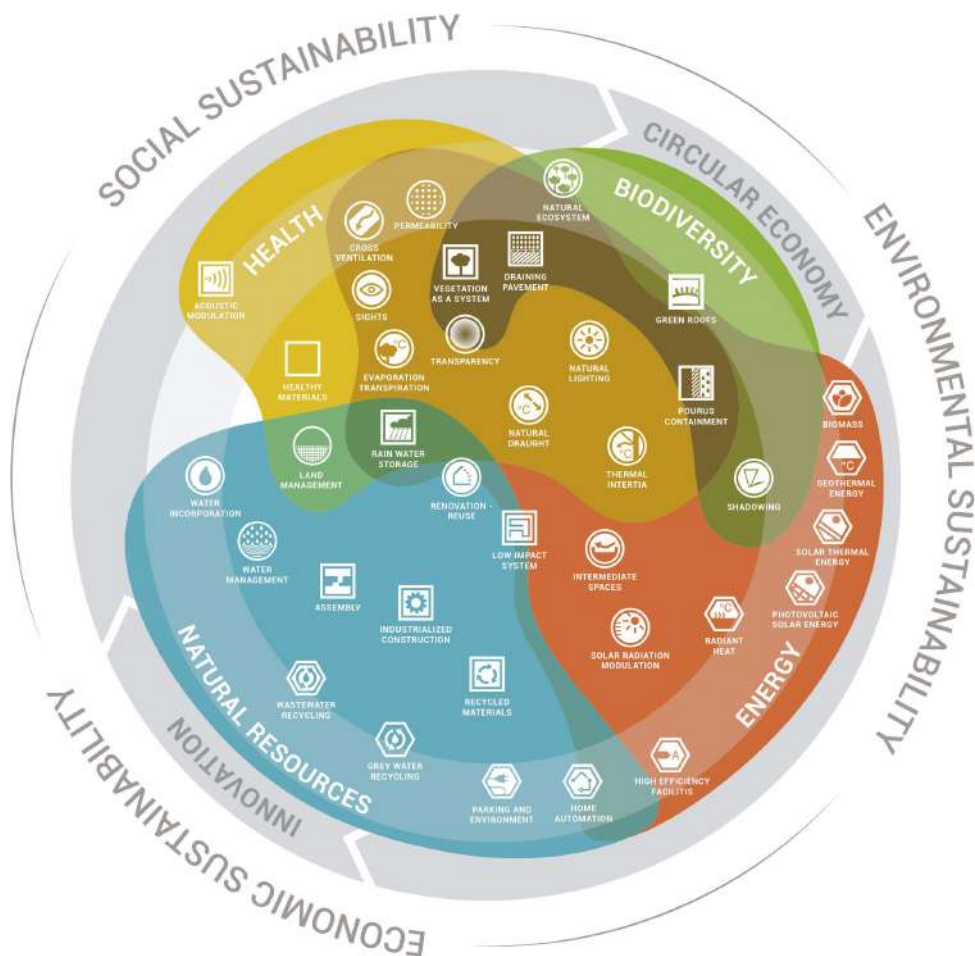 SOCIAL SUSTAINABILITY
CIRCULAR ECONOMY
ENVIRONMENTAL SUSTAINABILITY
HEALTH
BIODIVERSITY
NATURAL
ECOSYSTEM
PERMEABILITY
CROSS
VENTILATION
DRAINING
PAVEMENT
VEGETATION
AS A SYSTEM
ACOUSTIC
MODULATION
SIGHTS
GREEN ROOFS
TRANSPARENCY
EVAPORATION
TRANSPIRATION
NATURAL
LIGHTING
HEALTHY
MATERIALS
POURUS
CONTAINMENT
BIOMASS
°C
NATURAL
DRAUGHT
RAIN WATER
STORAGE
THERMAL
INTERTIA
LAND
MANAGEMENT
GEOTHERMAL
ENERGY
WATER
INCORPORATION
RENOVATION -
REUSE
SHADOWING
LOW IMPACT
SYSTEM
SOLAR THERMAL
ENERGY
WATER
MANAGEMENT
INTERMEDIATE
SPACES
ASSEMBLY
PHOTOVOLTAIC
SOLAR ENERGY
INDUSTRIALIZED
CONSTRUCTION
RADIANT
HEAT
SOLAR RADIATION
MODULATION
RECYCLED
MATERIALS
WASTEWATER
RECYCLING
ENERGY
NATURAL RESOURCES
GREY WATER
RECYCLING
A
HIGH EFFICIENCY
FACILITIS
PARKING AND
ENVIRONMENT
HOME
AUTOMATION
INNOVATION
ECONOMIC SUSTAINABILITY